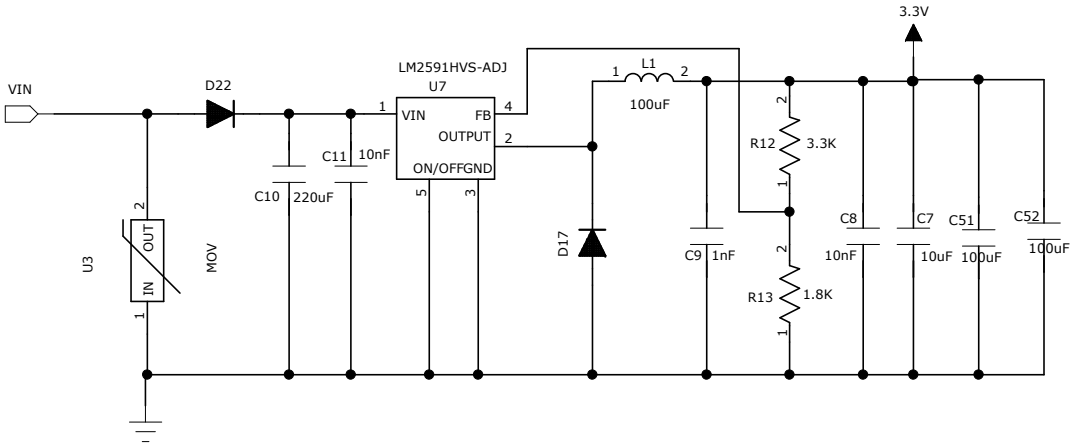 3.3V
VIN
D22
LM2591HVS-ADJ
U7
L1
1
2
100uF
1
VIN
FB
4
OUTPUT
2
ON/OFF
GND
5
3
C10
220uF
C11
10nF
2
R12
3.3K
1
2
OUT
IN
1
U3
MOV
D17
C9
1nF
2
R13
1.8K
1
C8
10nF
C7
10uF
C51
100uF
C52
100uF